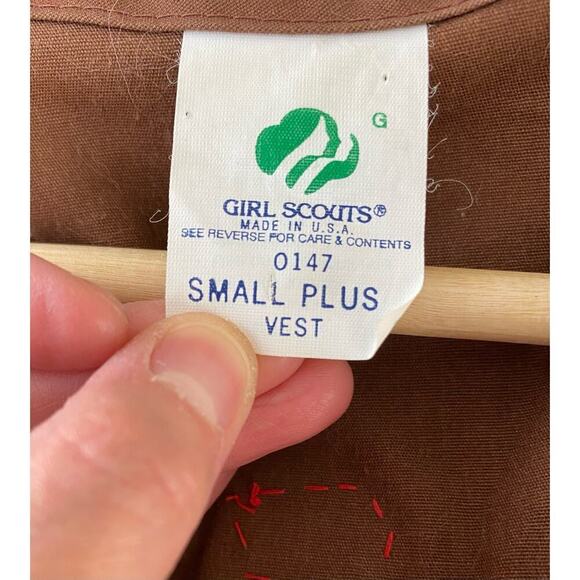 G
GIRL SCOUTS®
MADE IN U.S.A.
SEE REVERSE FOR CARE & CONTENTS
0147
SMALL PLUS
VEST